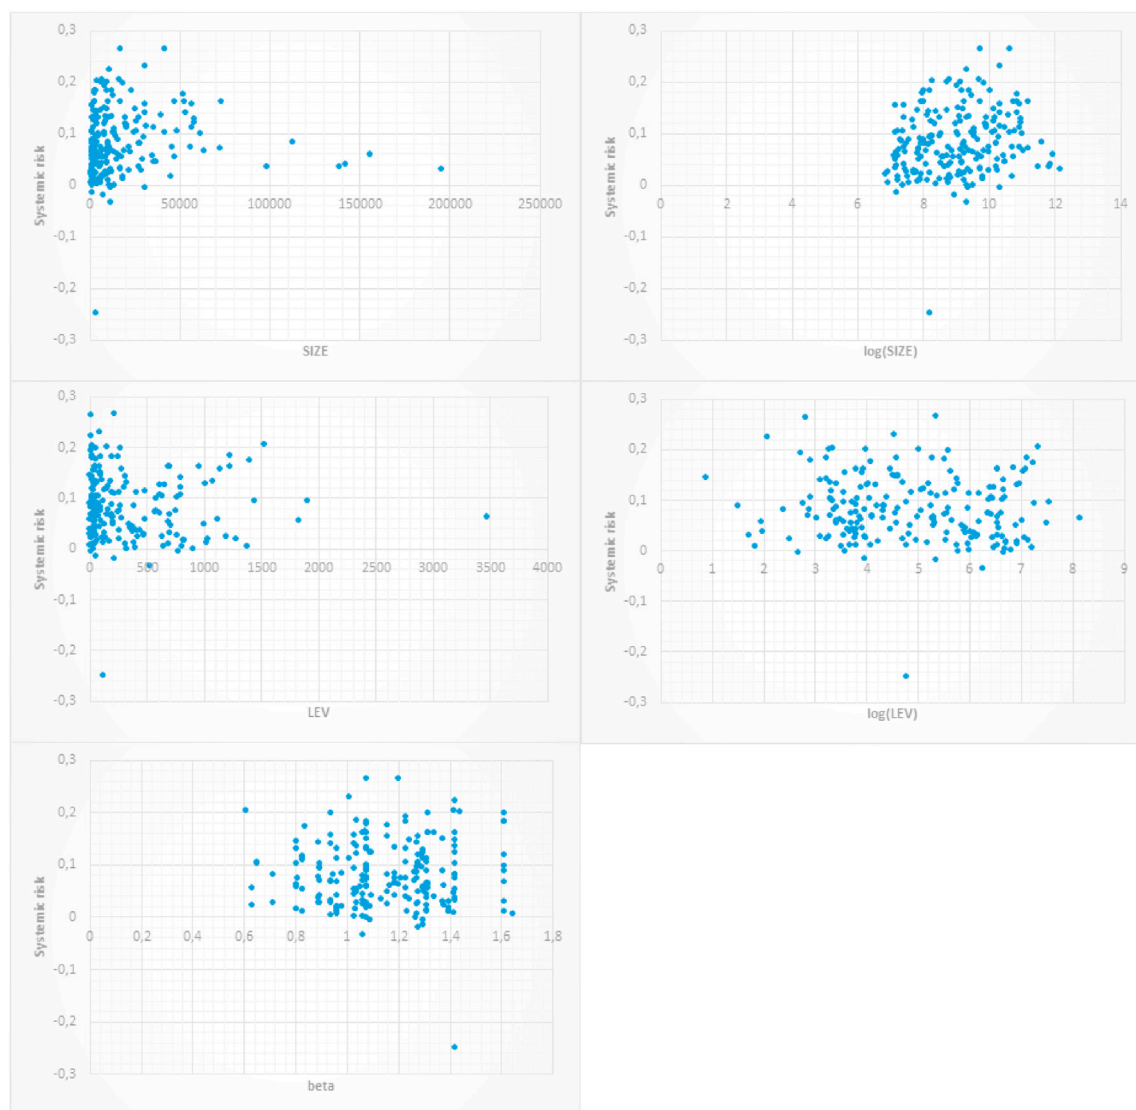 0,3
0,2
0,1
0
-0,1
-0,2
-0,3
Systemic risk
0 50000 100000 150000 200000 250000
SIZE
0,3
0,2
0,1
0
-0,1
-0,2
-0,3
Systemic risk
0 2 4 6 8 10 12 14
log(SIZE)
0,3
0,2
0,1
0
-0,1
-0,2
-0,3
Systemic risk
0 500 1000 1500 2000 2500 3000 3500 4000
LEV
0,3
0,2
0,1
0
-0,1
-0,2
-0,3
Systemic risk
0 1 2 3 4 5 6 7 8 9
log(LEV)
0,3
0,2
0,1
0
-0,1
-0,2
-0,3
Systemic risk
0 0,2 0,4 0,6 0,8 1 1,2 1,4 1,6 1,8
beta